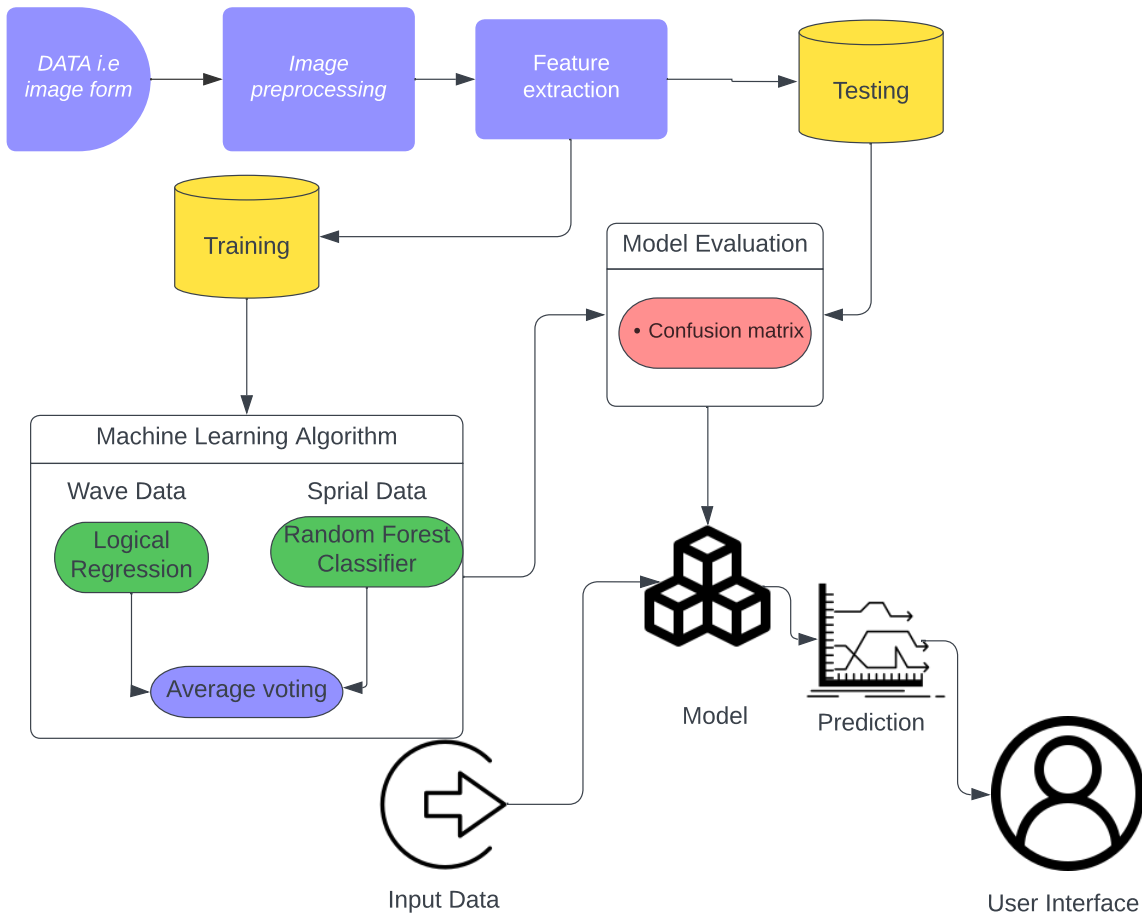 DATA i.e
image form
Image
preprocessing
Feature
extraction
Testing
Training
Model Evaluation
• Confusion matrix
Machine Learning Algorithm
Wave Data
Sprial Data
Logical
Regression
Random Forest
Classifier
Average voting
Model
Prediction
Input Data
User Interface